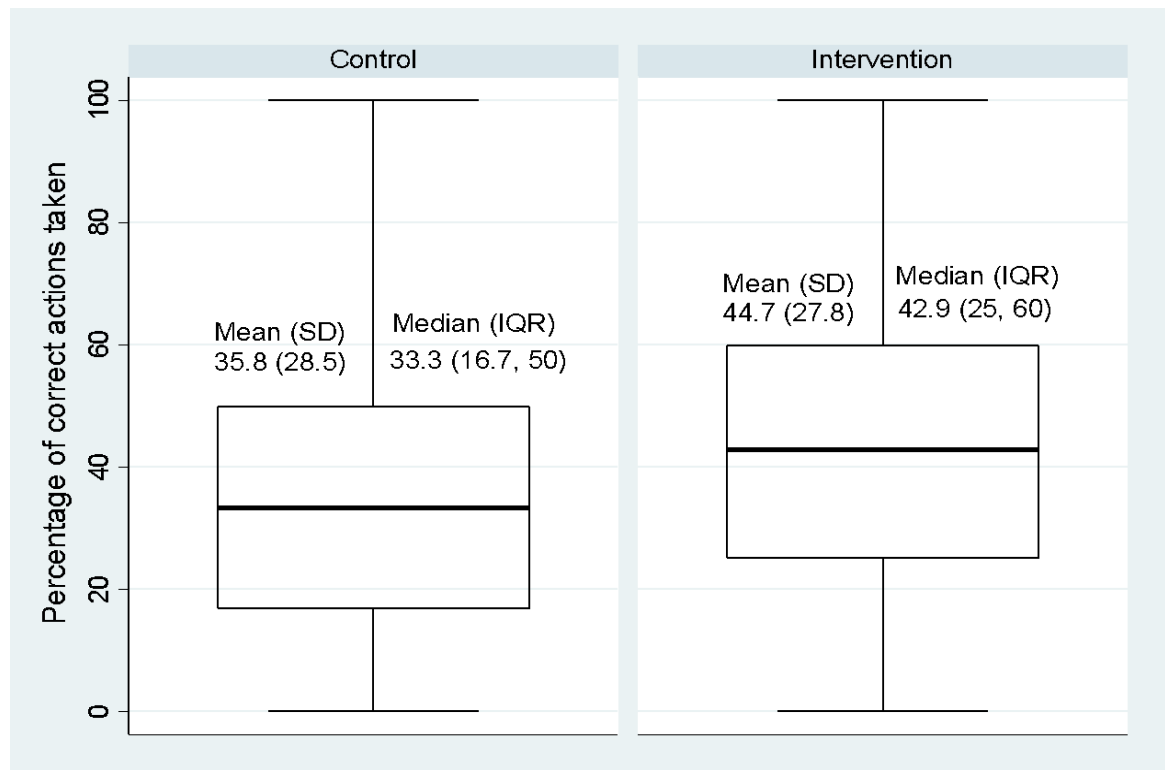 Control
Intervention
Percentage of correct actions taken
100
80
60
40
20
0
Mean (SD)
35.8 (28.5)
Median (IQR)
33.3 (16.7, 50)
Mean (SD)
44.7 (27.8)
Median (IQR)
42.9 (25, 60)